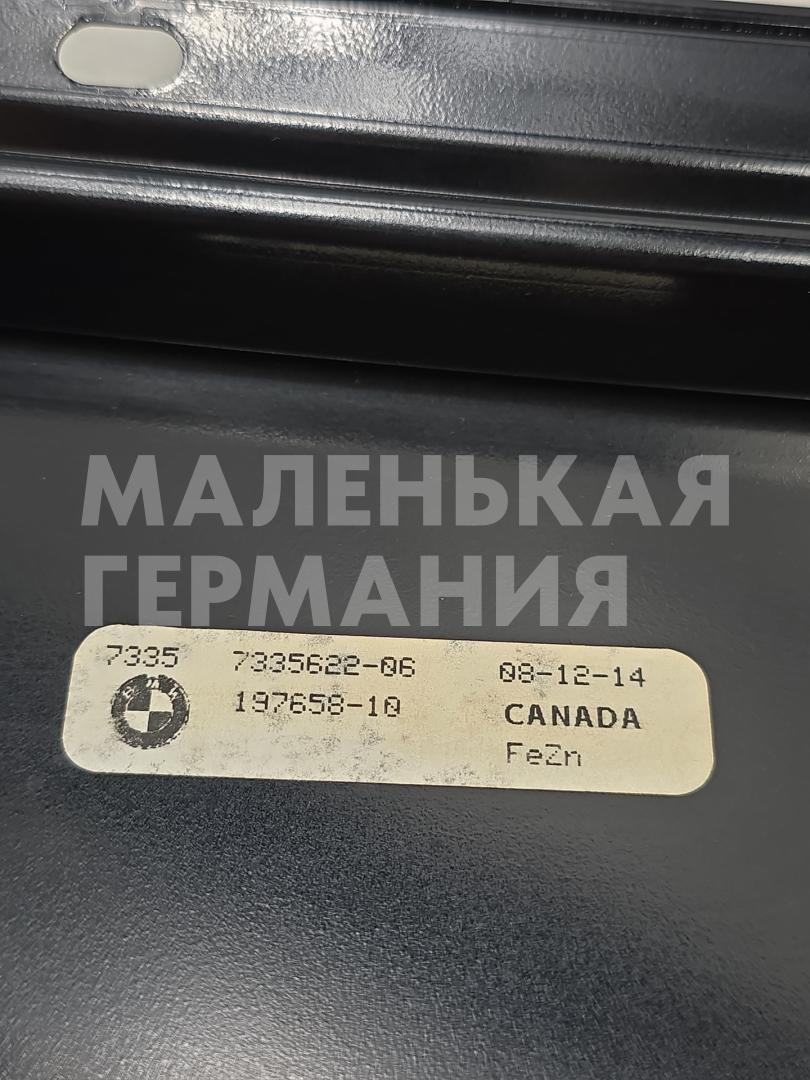 МАЛЕНЬКАЯ
ГЕРМАНИЯ
7335 7335622-06 08-12-14
197658-10 CANADA
FeZn